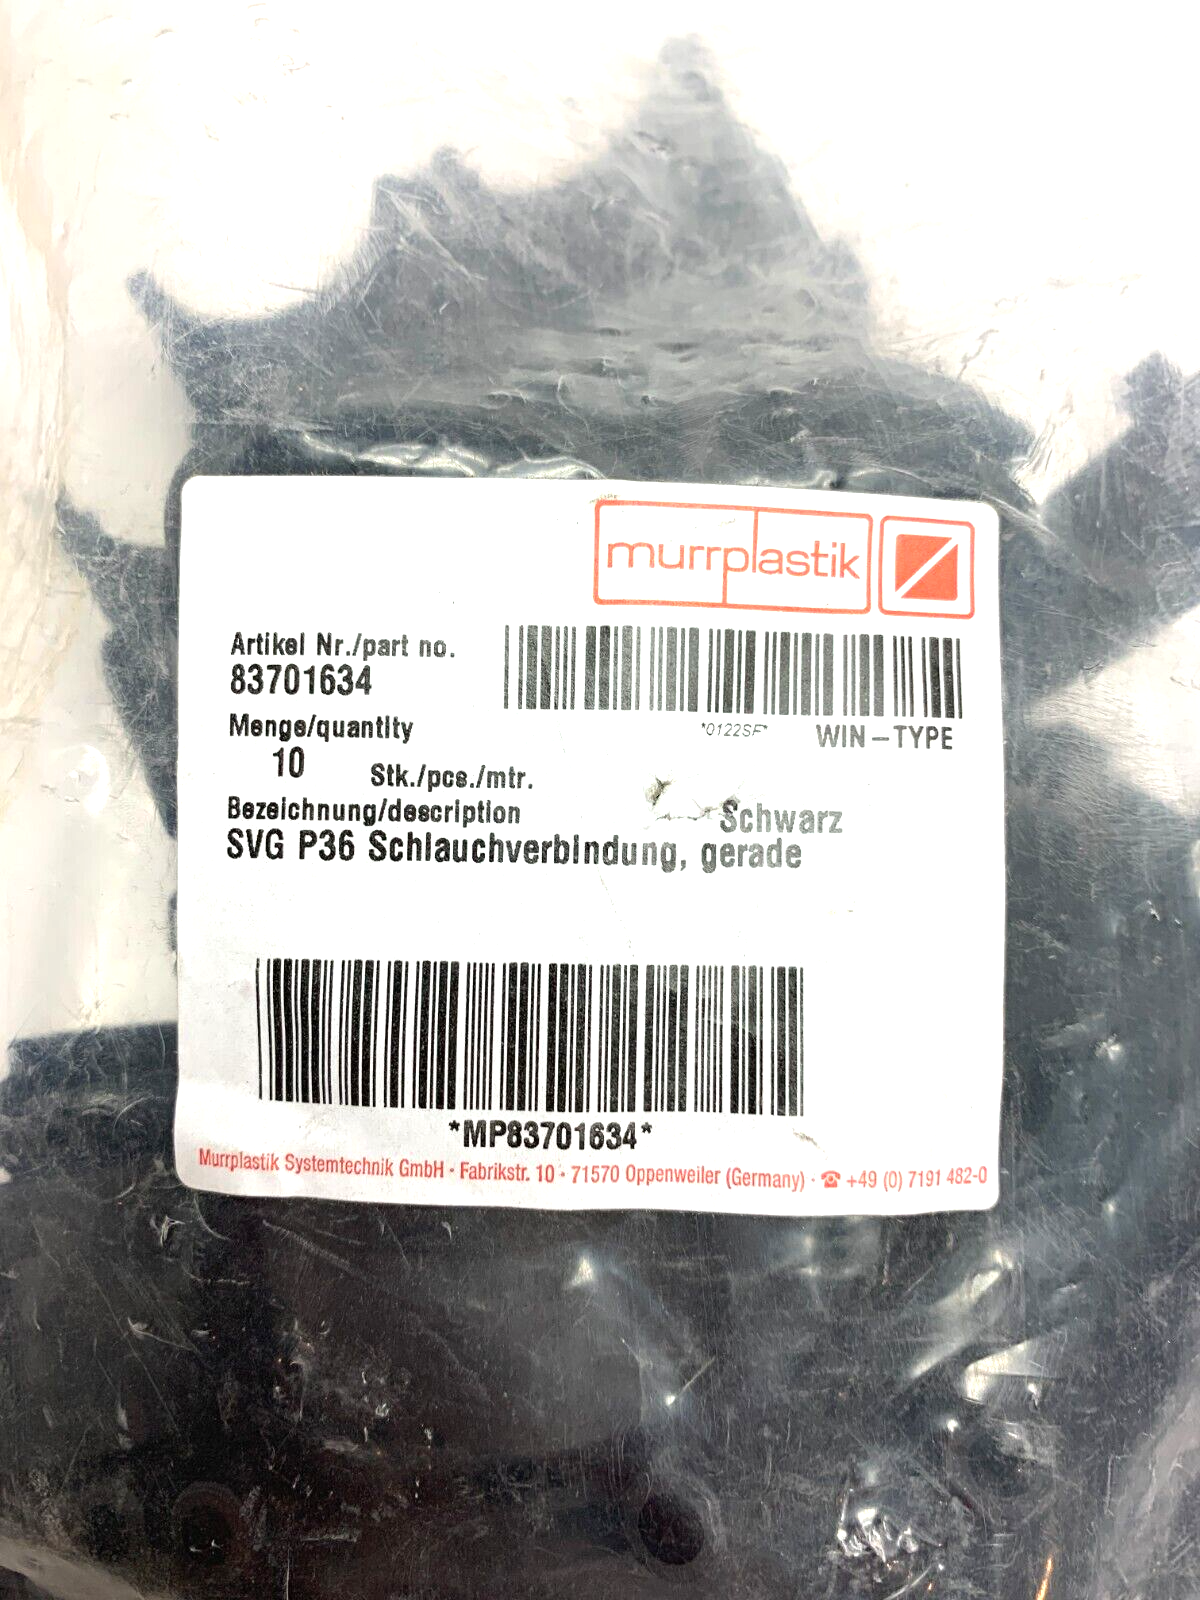 murrplastik
Artikel Nr./part no.
83701634
*0122SF* WIN-TYPE
Menge/quantity
10 Stk./pcs./mtr.
Bezeichnung/description Schwarz
SVG P36 Schlauchverbindung, gerade
*MP83701634*
Murrplastik Systemtechnik GmbH · Fabrikstr. 10 · 71570 Oppenweiler (Germany) · ☎ +49 (0) 7191 482-0